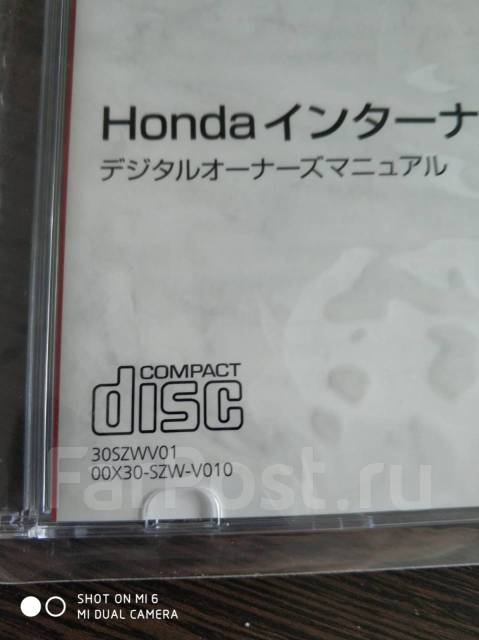 Hondaインターナ
デジタルオーナーズマニュアル
COMPACT
disc
30SZWV01
00X30-SZW-V010
FarPost.ru
SHOT ON MI 6
MI DUAL CAMERA